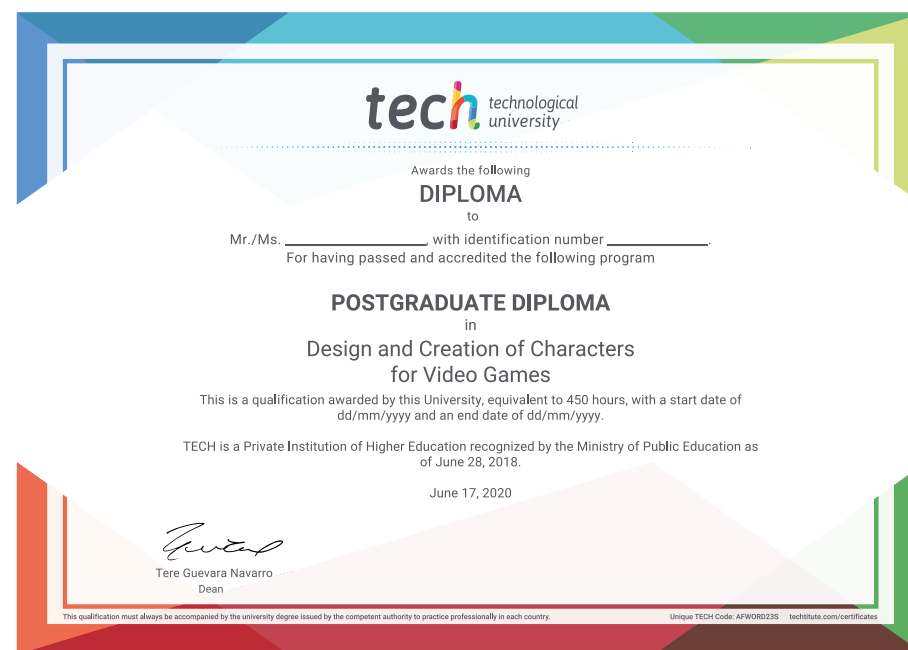 tech technological
university
Awards the following
DIPLOMA
to
Mr./Ms. ____________________, with identification number ______________.
For having passed and accredited the following program
POSTGRADUATE DIPLOMA
in
Design and Creation of Characters
for Video Games
This is a qualification awarded by this University, equivalent to 450 hours, with a start date of
dd/mm/yyyy and an end date of dd/mm/yyyy.
TECH is a Private Institution of Higher Education recognized by the Ministry of Public Education as
of June 28, 2018.
June 17, 2020
Tere Guevara Navarro
Dean
This qualification must always be accompanied by the university degree issued by the competent authority to practice professionally in each country.
Unique TECH Code: AFWORD23S techtitute.com/certificates